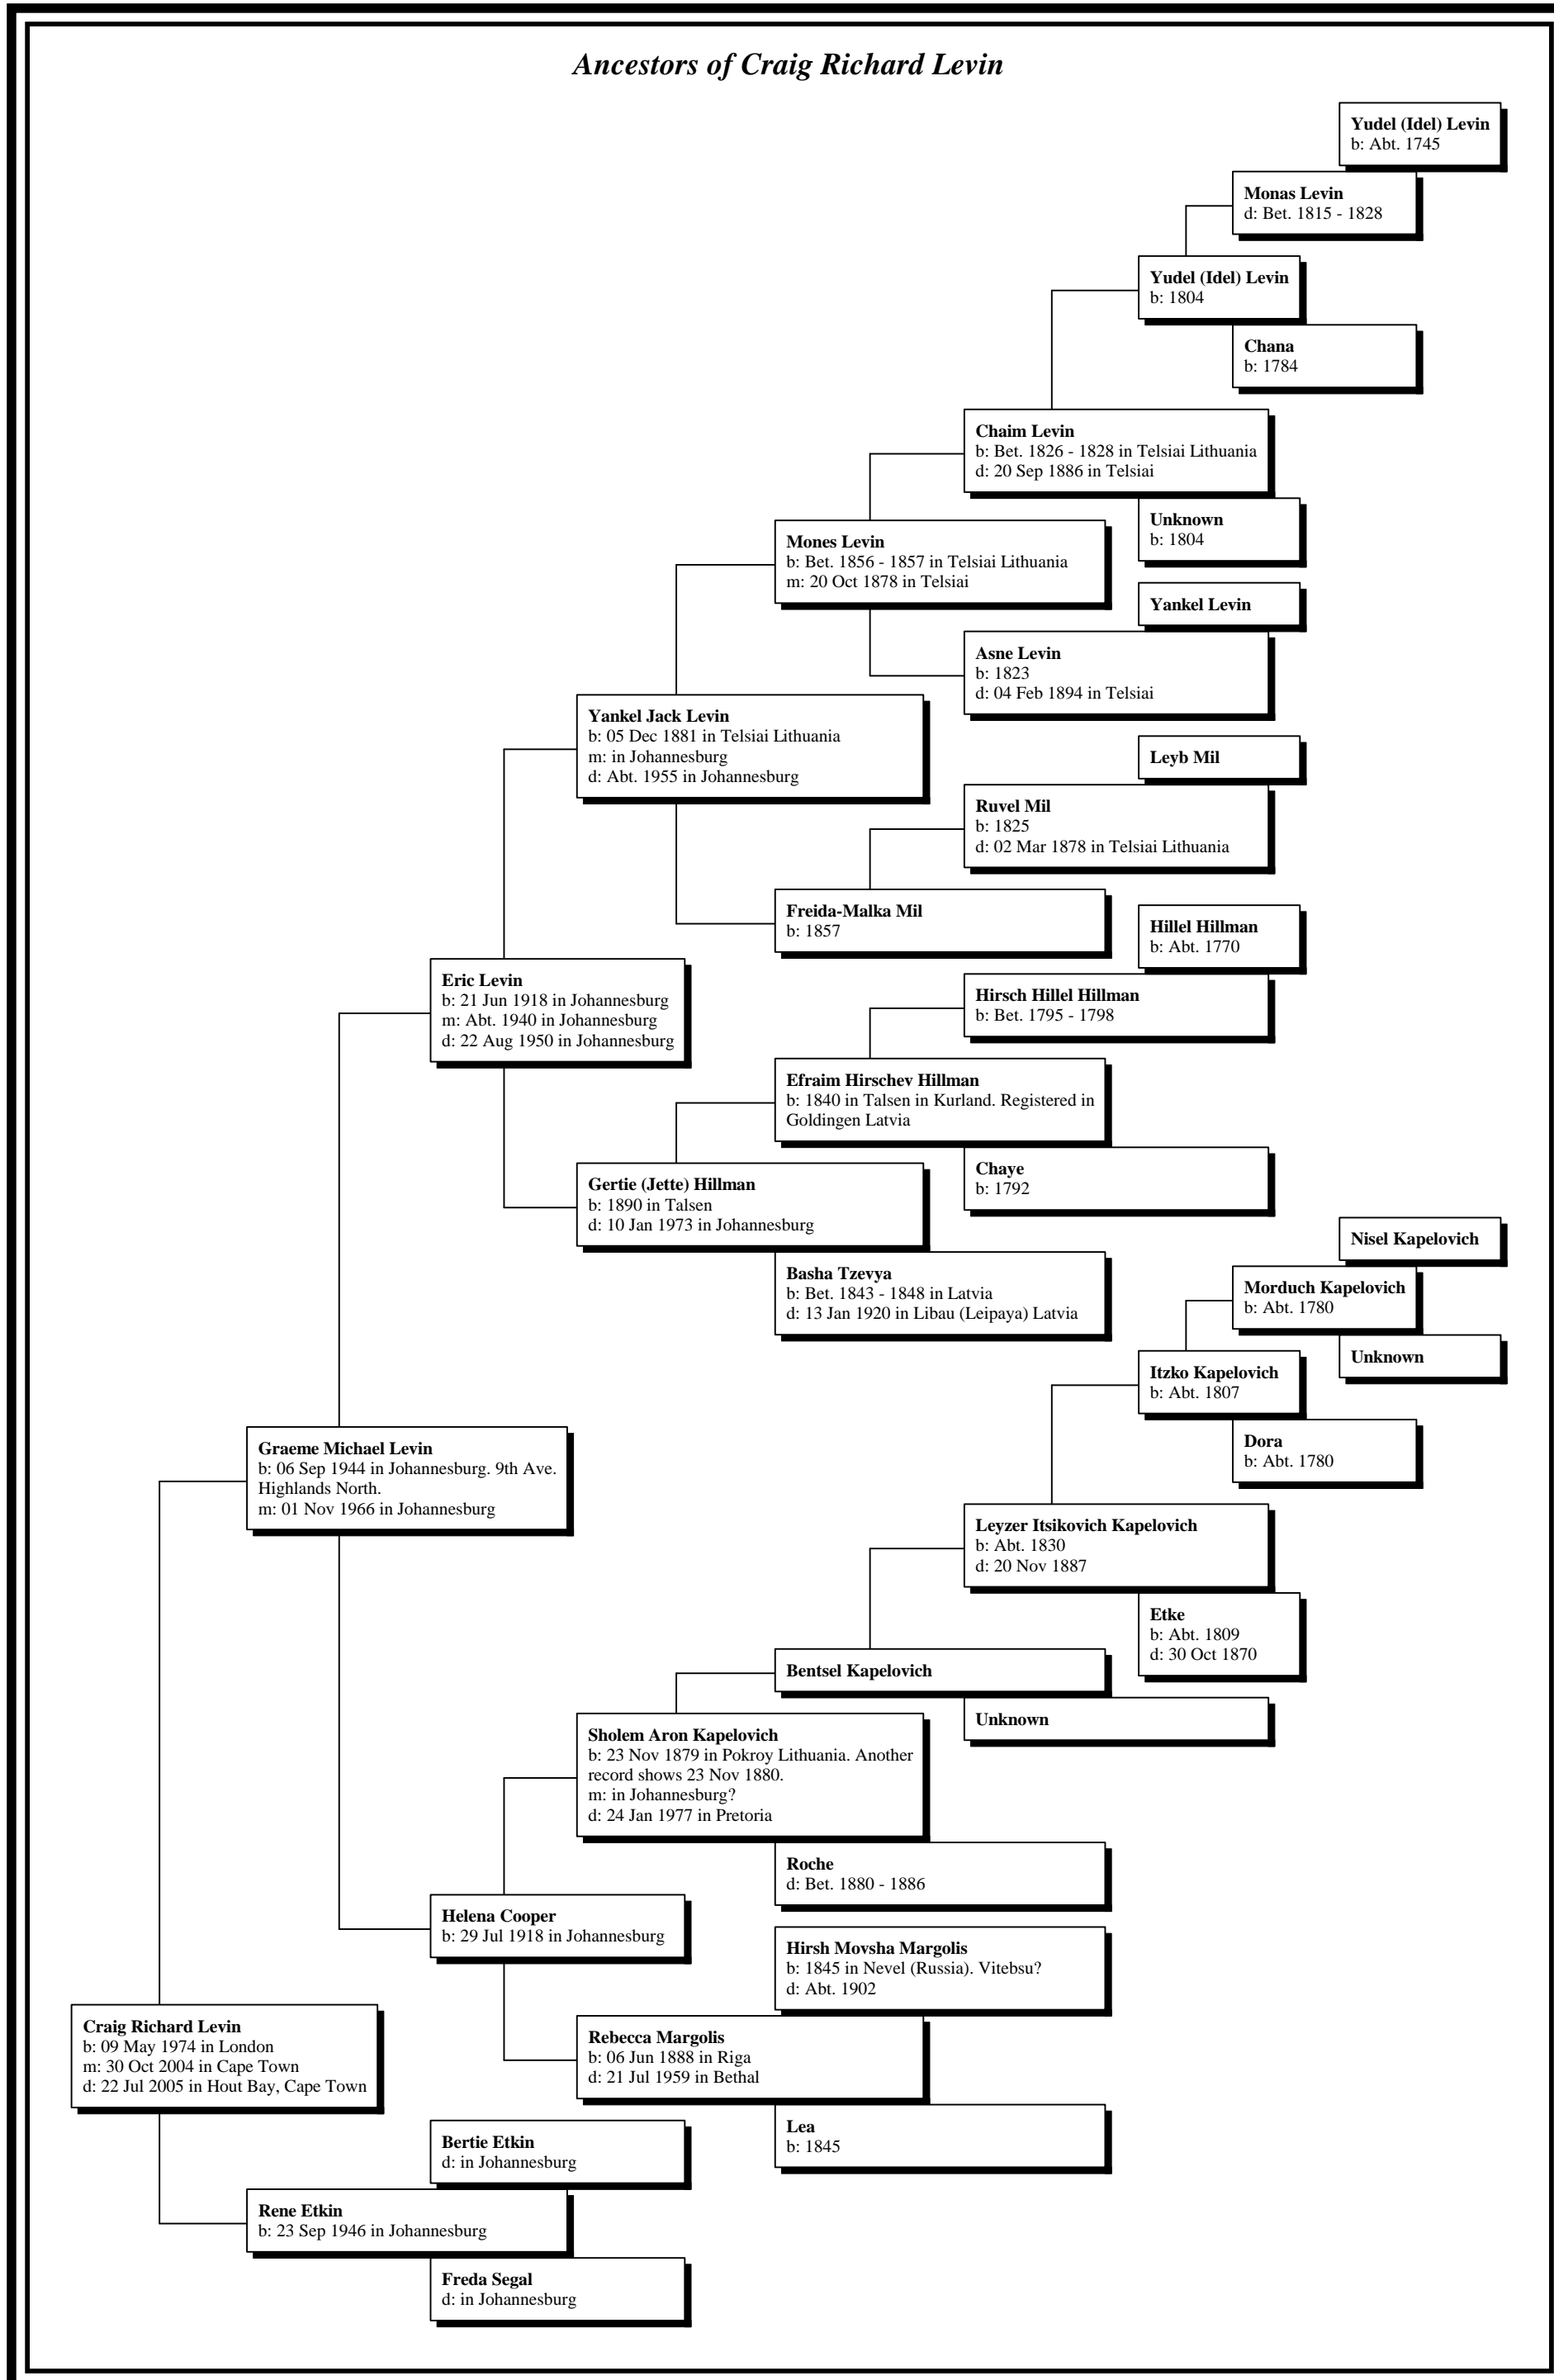 Ancestors of Craig Richard Levin
Yudel (Idel) Levin
b: Abt. 1745
Monas Levin
d: Bet. 1815 - 1828
Yudel (Idel) Levin
b: 1804
Chana
b: 1784
Chaim Levin
b: Bet. 1826 - 1828 in Telsiai Lithuania
d: 20 Sep 1886 in Telsiai
Unknown
b: 1804
Mones Levin
b: Bet. 1856 - 1857 in Telsiai Lithuania
m: 20 Oct 1878 in Telsiai
Yankel Levin
Asne Levin
b: 1823
d: 04 Feb 1894 in Telsiai
Yankel Jack Levin
b: 05 Dec 1881 in Telsiai Lithuania
m: in Johannesburg
d: Abt. 1955 in Johannesburg
Leyb Mil
Ruvel Mil
b: 1825
d: 02 Mar 1878 in Telsiai Lithuania
Freida-Malka Mil
b: 1857
Hillel Hillman
b: Abt. 1770
Eric Levin
b: 21 Jun 1918 in Johannesburg
m: Abt. 1940 in Johannesburg
d: 22 Aug 1950 in Johannesburg
Hirsch Hillel Hillman
b: Bet. 1795 - 1798
Efraim Hirschev Hillman
b: 1840 in Talsen in Kurland. Registered in
Goldingen Latvia
Chaye
b: 1792
Gertie (Jette) Hillman
b: 1890 in Talsen
d: 10 Jan 1973 in Johannesburg
Nisel Kapelovich
Basha Tzevya
b: Bet. 1843 - 1848 in Latvia
d: 13 Jan 1920 in Libau (Leipaya) Latvia
Morduch Kapelovich
b: Abt. 1780
Unknown
Itzko Kapelovich
b: Abt. 1807
Dora
b: Abt. 1780
Graeme Michael Levin
b: 06 Sep 1944 in Johannesburg. 9th Ave.
Highlands North.
m: 01 Nov 1966 in Johannesburg
Leyzer Itsikovich Kapelovich
b: Abt. 1830
d: 20 Nov 1887
Etke
b: Abt. 1809
d: 30 Oct 1870
Bentsel Kapelovich
Unknown
Sholem Aron Kapelovich
b: 23 Nov 1879 in Pokroy Lithuania. Another
record shows 23 Nov 1880.
m: in Johannesburg?
d: 24 Jan 1977 in Pretoria
Roche
d: Bet. 1880 - 1886
Helena Cooper
b: 29 Jul 1918 in Johannesburg
Hirsh Movsha Margolis
b: 1845 in Nevel (Russia). Vitebsu?
d: Abt. 1902
Craig Richard Levin
b: 09 May 1974 in London
m: 30 Oct 2004 in Cape Town
d: 22 Jul 2005 in Hout Bay, Cape Town
Rebecca Margolis
b: 06 Jun 1888 in Riga
d: 21 Jul 1959 in Bethal
Lea
b: 1845
Bertie Etkin
d: in Johannesburg
Rene Etkin
b: 23 Sep 1946 in Johannesburg
Freda Segal
d: in Johannesburg